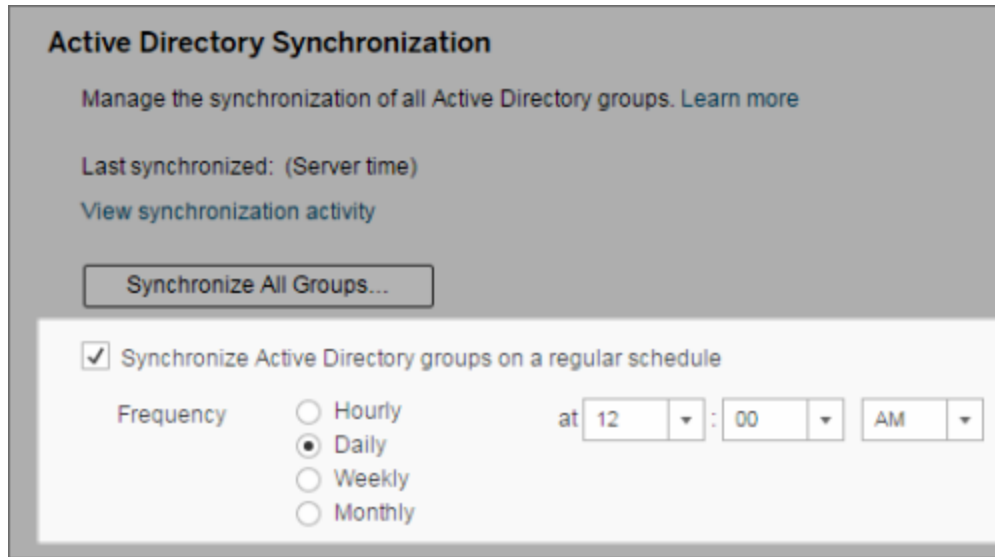 Active Directory Synchronization
Manage the synchronization of all Active Directory groups. Learn more
Last synchronized: (Server time)
View synchronization activity
Synchronize All Groups...
Synchronize Active Directory groups on a regular schedule
Frequency Hourly at 12 : 00 AM
Daily
Weekly
Monthly